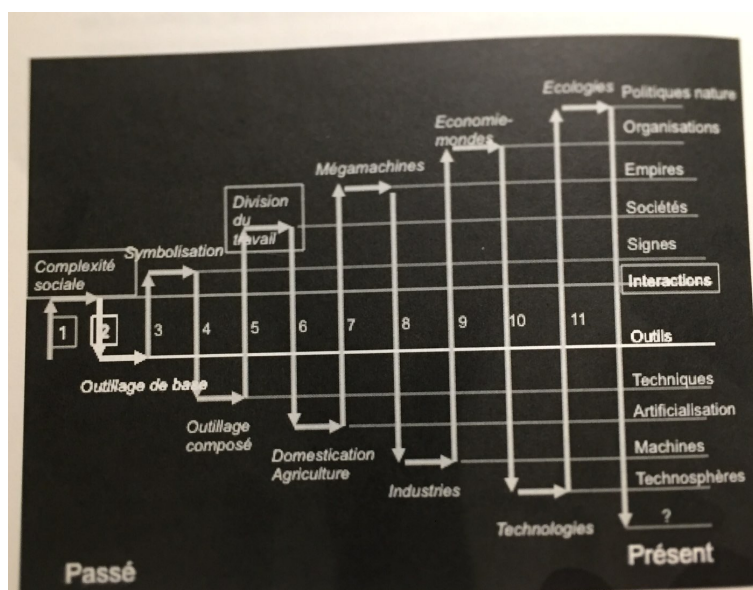 Ecologies
Politiques nature
Economie-
mondes
Organisations
Mégamachines
Empires
Division
du
travail
Sociétés
Symbolisation
Signes
Complexité
sociale
Interactions
1
2
3
4
5
6
7
8
9
10
11
Outils
Outillage de base
Techniques
Outillage
composé
Artificialisation
Domestication
Agriculture
Machines
Industries
Technosphères
Technologies
?
Passé
Présent